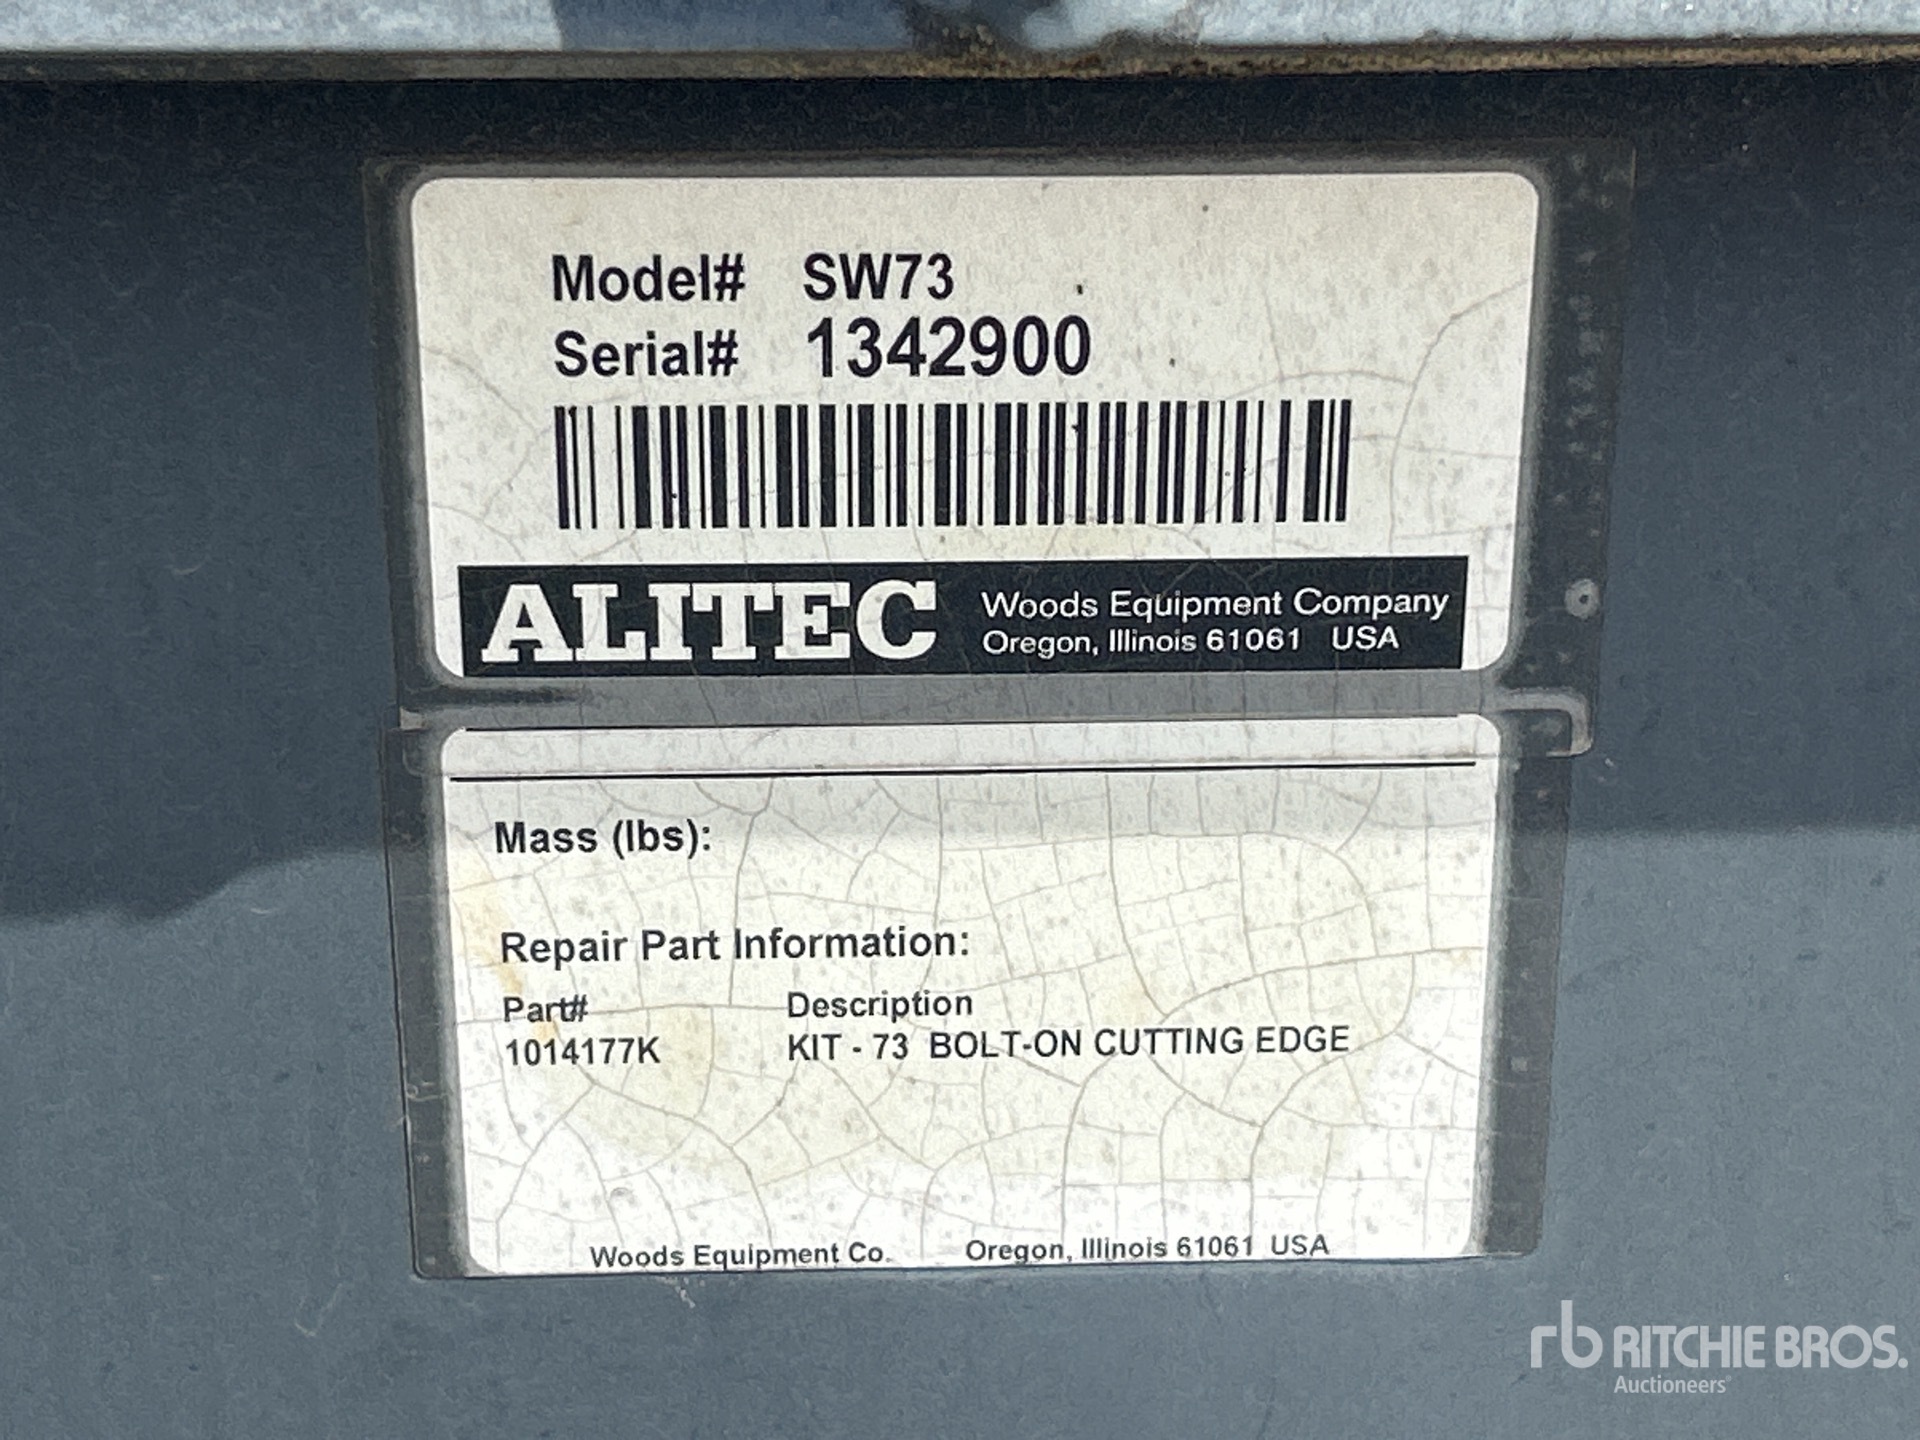 Model# SW73
Serial# 1342900
ALITEC Woods Equipment Company
Oregon, Illinois 61061 USA
Mass (lbs):
Repair Part Information:
Part# Description
1014177K KIT - 73 BOLT-ON CUTTING EDGE
Woods Equipment Co. Oregon, Illinois 61061 USA
rb RITCHIE BROS.
Auctioneers